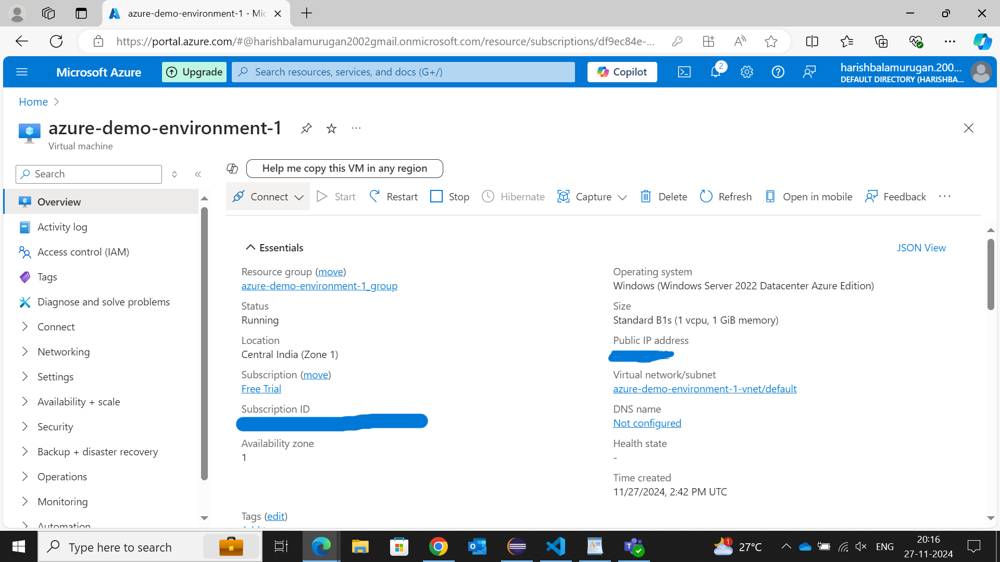 azure-demo-environment-1 - Mic
https://portal.azure.com/#@harishbalamurugan2002gmail.onmicrosoft.com/resource/subscriptions/df9ec84e-...
Microsoft Azure
Upgrade
Search resources, services, and docs (G+/)
Copilot
2
harishbalamurugan.200...
DEFAULT DIRECTORY (HARISHBA...
Home
azure-demo-environment-1
Virtual machine
Search
Help me copy this VM in any region
Connect
Start
Restart
Stop
Hibernate
Capture
Delete
Refresh
Open in mobile
Feedback
Overview
Activity log
Access control (IAM)
Tags
Diagnose and solve problems
Connect
Networking
Settings
Availability + scale
Security
Backup + disaster recovery
Operations
Monitoring
Automation
Essentials
JSON View
Resource group (move)
azure-demo-environment-1_group
Status
Running
Location
Central India (Zone 1)
Subscription (move)
Free Trial
Subscription ID
Availability zone
1
Operating system
Windows (Windows Server 2022 Datacenter Azure Edition)
Size
Standard B1s (1 vcpu, 1 GiB memory)
Public IP address
Virtual network/subnet
azure-demo-environment-1-vnet/default
DNS name
Not configured
Health state
-
Time created
11/27/2024, 2:42 PM UTC
Tags (edit)
Type here to search
1
27°C
ENG
20:16
27-11-2024